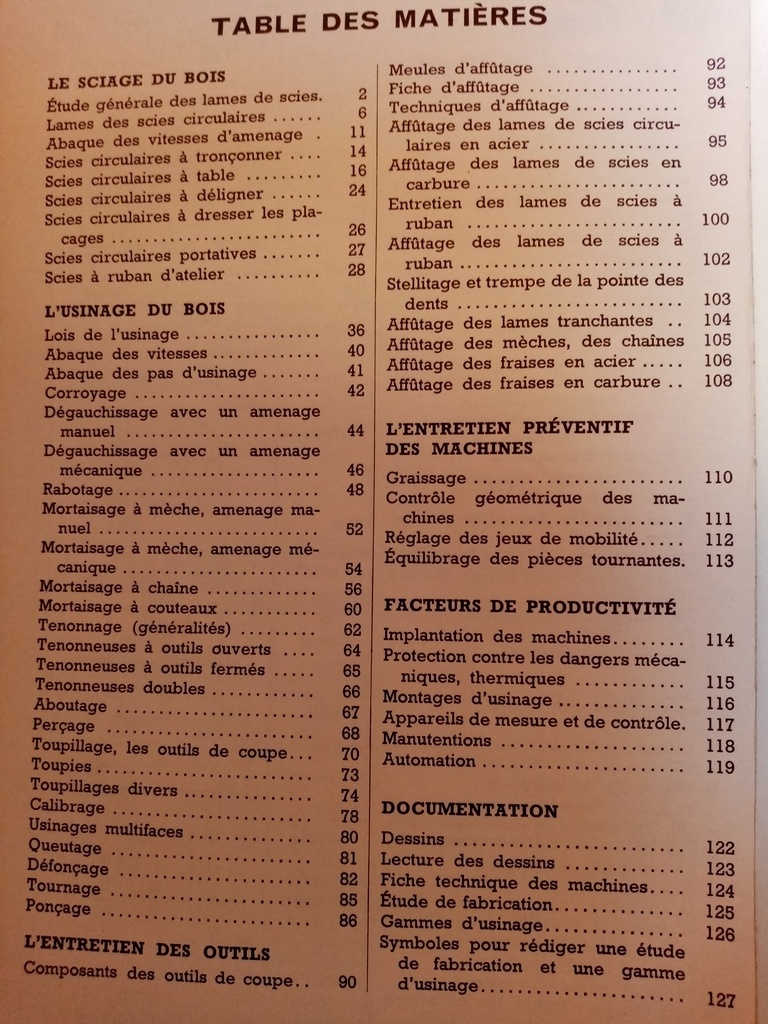 TABLE DES MATIÈRES
LE SCIAGE DU BOIS
Étude générale des lames de scies. 2
Lames des scies circulaires ...... 6
Abaque des vitesses d'amenage . 11
Scies circulaires à tronçonner .... 14
Scies circulaires à table ......... 16
Scies circulaires à déligner ...... 24
Scies circulaires à dresser les pla-
cages ........................ 26
Scies circulaires portatives ....... 27
Scies à ruban d'atelier .......... 28
L'USINAGE DU BOIS
Lois de l'usinage ................ 36
Abaque des vitesses ............. 40
Abaque des pas d'usinage ....... 41
Corroyage ...................... 42
Dégauchissage avec un amenage
manuel ...................... 44
Dégauchissage avec un amenage
mécanique .................... 46
Rabotage ........................ 48
Mortaisage à mèche, amenage ma-
nuel .......................... 52
Mortaisage à mèche, amenage mé-
canique ...................... 54
Mortaisage à chaîne ............. 56
Mortaisage à couteaux ........... 60
Tenonnage (généralités) ......... 62
Tenonneuses à outils ouverts .... 64
Tenonneuses à outils fermés ..... 65
Tenonneuses doubles ............ 66
Aboutage ....................... 67
Perçage ........................ 68
Toupillage, les outils de coupe... 70
Toupies ......................... 73
Toupillages divers ............... 74
Calibrage ....................... 78
Usinages multifaces .............. 80
Queutage ....................... 81
Défonçage ...................... 82
Tournage ....................... 85
Ponçage ........................ 86
L'ENTRETIEN DES OUTILS
Composants des outils de coupe.. 90
Meules d'affûtage ............... 92
Fiche d'affûtage ................. 93
Techniques d'affûtage ............ 94
Affûtage des lames de scies circu-
laires en acier ................ 95
Affûtage des lames de scies en
carbure ........................ 98
Entretien des lames de scies à
ruban ........................ 100
Affûtage des lames de scies à
ruban ......................... 102
Stellitage et trempe de la pointe des
dents ......................... 103
Affûtage des lames tranchantes .. 104
Affûtage des mèches, des chaînes 105
Affûtage des fraises en acier ..... 106
Affûtage des fraises en carbure .. 108
L'ENTRETIEN PRÉVENTIF
DES MACHINES
Graissage ....................... 110
Contrôle géométrique des ma-
chines ........................ 111
Réglage des jeux de mobilité..... 112
Équilibrage des pièces tournantes. 113
FACTEURS DE PRODUCTIVITÉ
Implantation des machines........ 114
Protection contre les dangers méca-
niques, thermiques ............ 115
Montages d'usinage .............. 116
Appareils de mesure et de contrôle. 117
Manutentions .................... 118
Automation ...................... 119
DOCUMENTATION
Dessins ......................... 122
Lecture des dessins ............. 123
Fiche technique des machines.... 124
Étude de fabrication.............. 125
Gammes d'usinage............... 126
Symboles pour rédiger une étude
de fabrication et une gamme
d'usinage...................... 127